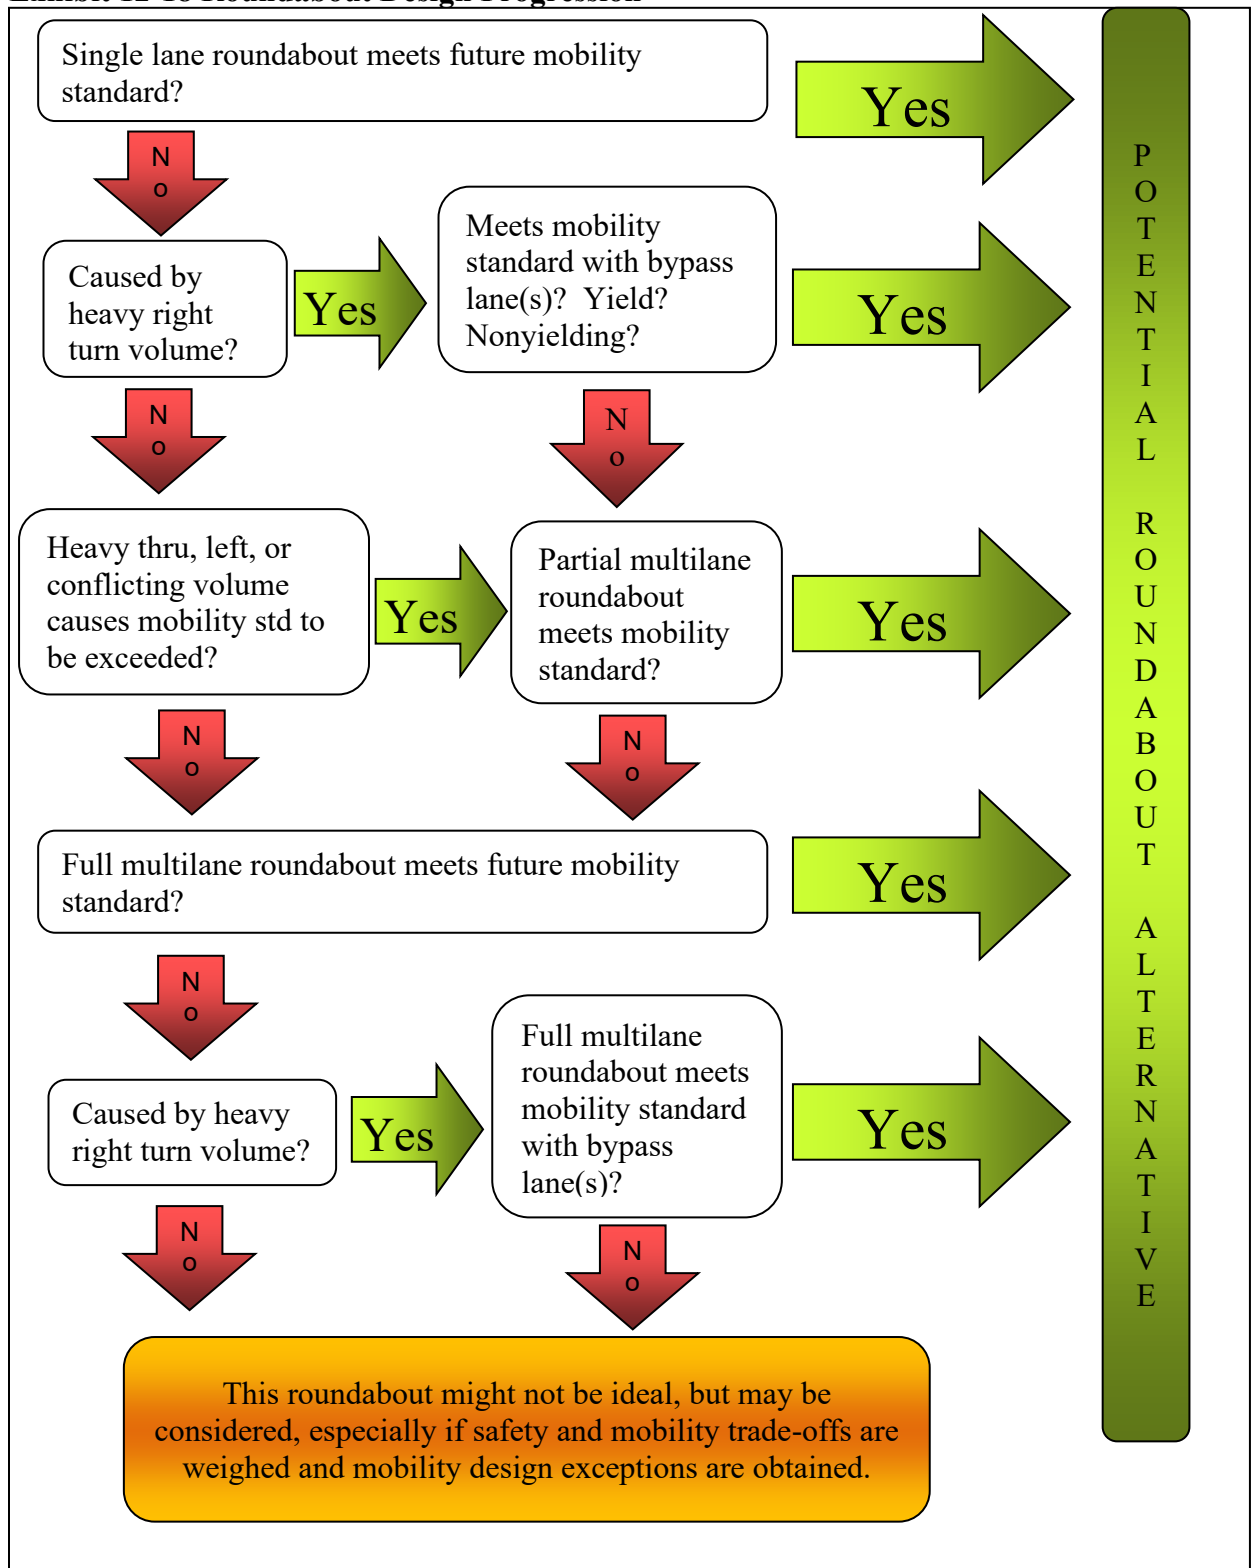 Single lane roundabout meets future mobility
standard?
Yes
N
o
Caused by
heavy right
turn volume?
Yes
Meets mobility
standard with bypass
lane(s)?  Yield?
Nonyielding?
Yes
N
o
N
o
Heavy thru, left, or
conflicting volume
causes mobility std to
be exceeded?
Yes
Partial multilane
roundabout
meets mobility
standard?
Yes
N
o
N
o
Full multilane roundabout meets future mobility
standard?
Yes
N
o
Caused by heavy
right turn volume?
Yes
Full multilane
roundabout meets
mobility standard
with bypass
lane(s)?
Yes
N
o
N
o
This roundabout might not be ideal, but may be
considered, especially if safety and mobility trade-offs are
weighed and mobility design exceptions are obtained.
P
O
T
E
N
T
I
A
L
R
O
U
N
D
A
B
O
U
T
A
L
T
E
R
N
A
T
I
V
E